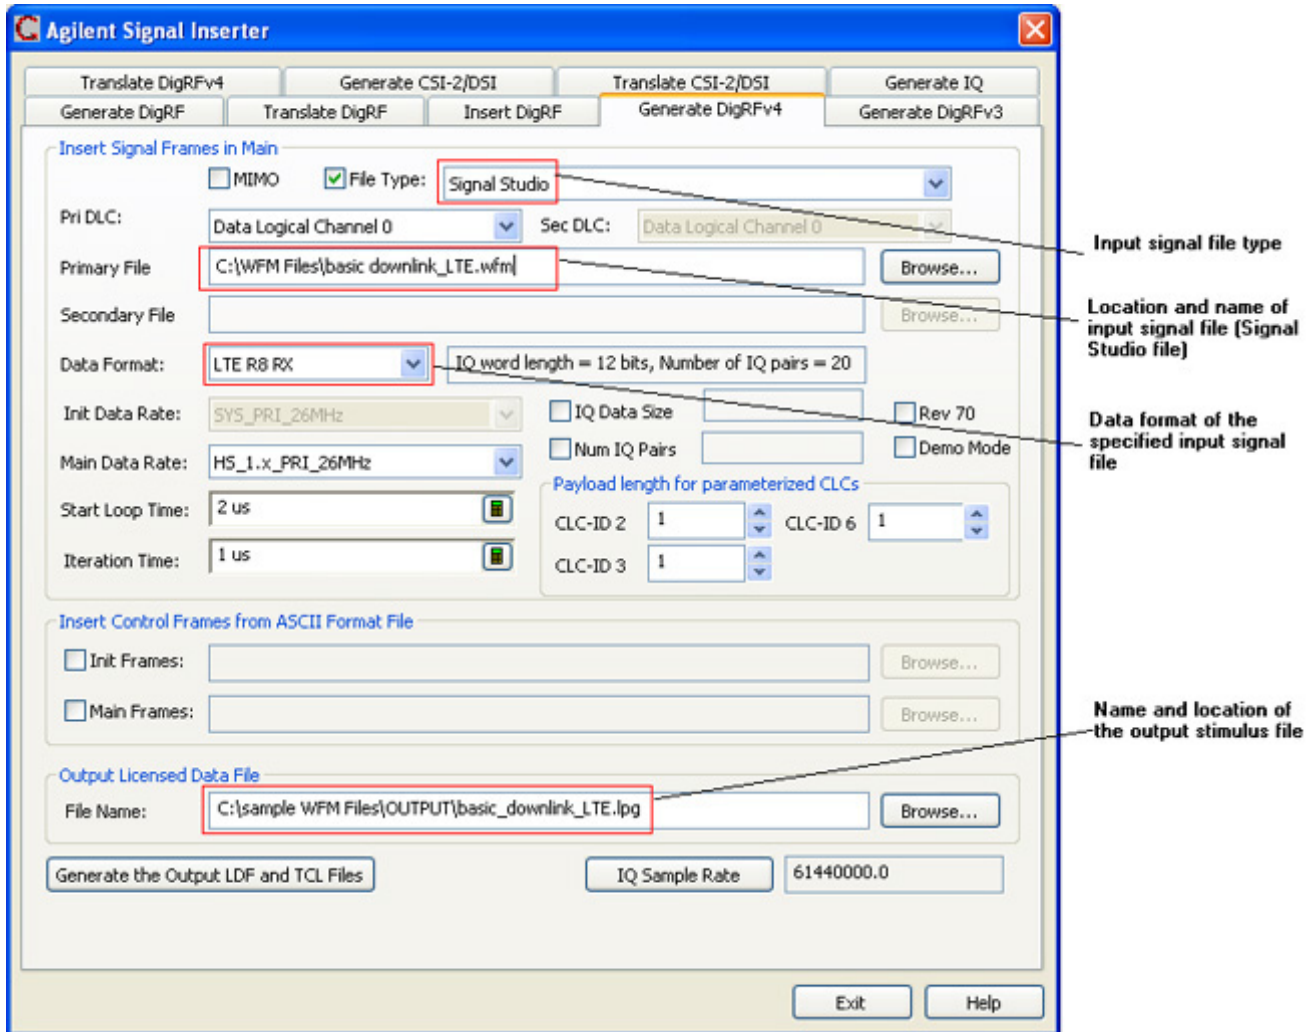 Agilent Signal Inserter
Translate DigRFv4 Generate CSI-2/DSI Translate CSI-2/DSI Generate IQ
Generate DigRF Translate DigRF Insert DigRF Generate DigRFv4 Generate DigRFv3
Insert Signal Frames in Main
MIMO File Type: Signal Studio
Pri DLC: Data Logical Channel 0 Sec DLC: Data Logical Channel 0
Primary File C:\WFM Files\basic downlink_LTE.wfm Browse...
Secondary File Browse...
Data Format: LTE R8 RX IQ word length = 12 bits, Number of IQ pairs = 20
Init Data Rate: SYS_PRI_26MHz IQ Data Size Rev 70
Main Data Rate: HS_1.x_PRI_26MHz Num IQ Pairs Demo Mode
Payload length for parameterized CLCs
Start Loop Time: 2 us CLC-ID 2 1 CLC-ID 6 1
Iteration Time: 1 us CLC-ID 3 1
Insert Control Frames from ASCII Format File
Init Frames: Browse...
Main Frames: Browse...
Output Licensed Data File
File Name: C:\sample WFM Files\OUTPUT\basic_downlink_LTE.lpg Browse...
Generate the Output LDF and TCL Files IQ Sample Rate 61440000.0
Exit Help
Input signal file type
Location and name of
input signal file (Signal
Studio file)
Data format of the
specified input signal
file
Name and location of
the output stimulus file